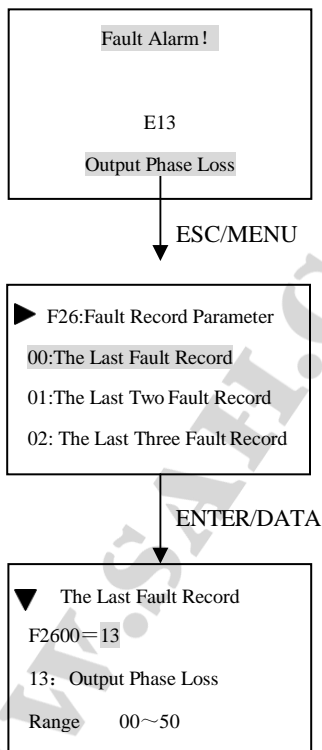 Fault Alarm！
E13
Output Phase Loss
ESC/MENU
F26:Fault Record Parameter
00:The Last Fault Record
01:The Last Two Fault Record
02: The Last Three Fault Record
ENTER/DATA
The Last Fault Record
F2600＝13
13：Output Phase Loss
Range 00～50